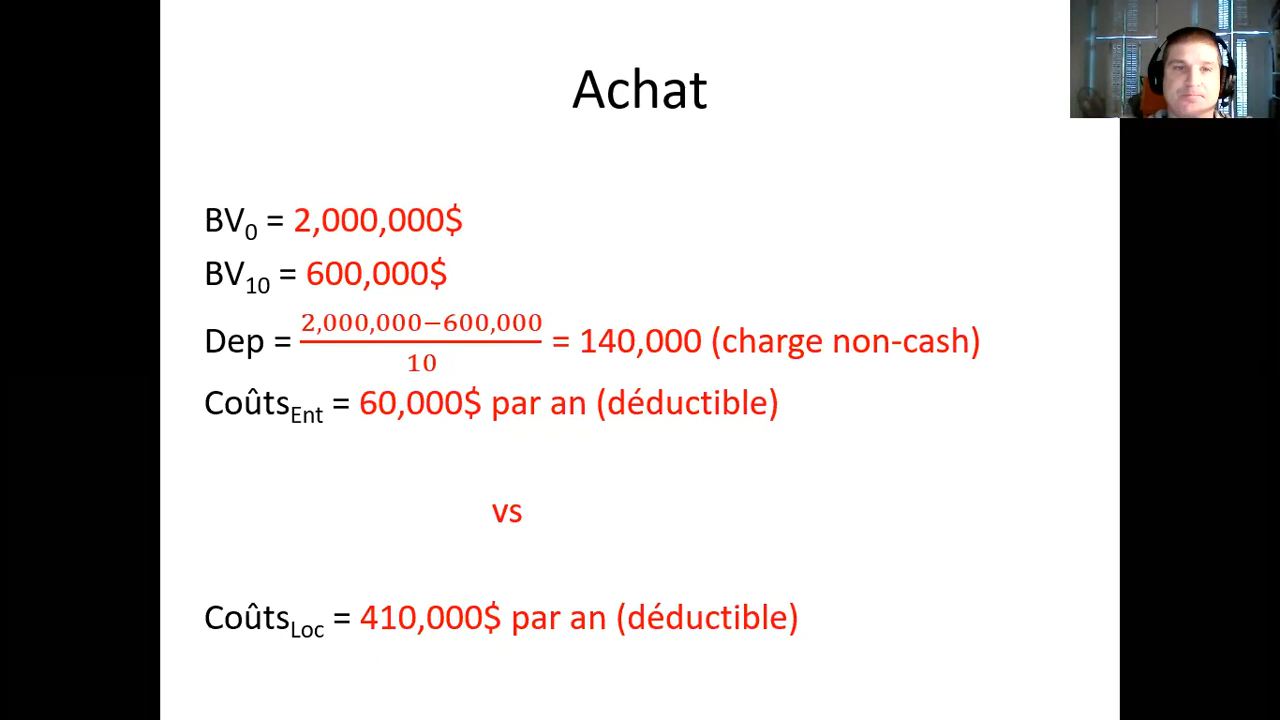 Achat
BV0 = 2,000,000$
BV10 = 600,000$
Dep = 2,000,000−600,000 / 10 = 140,000 (charge non-cash)
CoûtsEnt = 60,000$ par an (déductible)
vs
CoûtsLoc = 410,000$ par an (déductible)